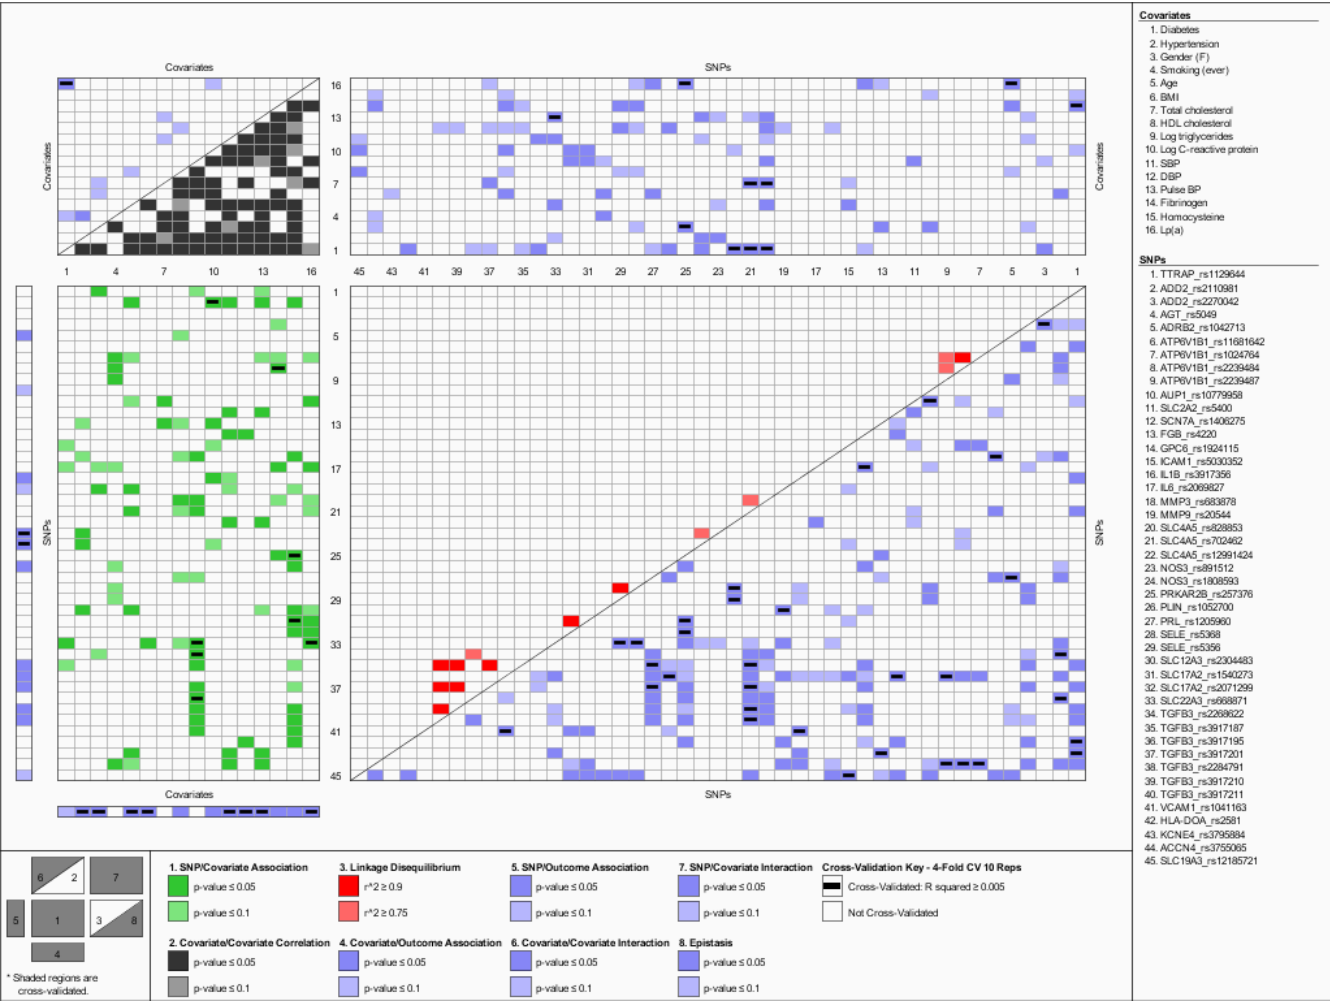 Covariates
SNPs
Covariates
16
13
10
7
4
1
Covariates
1 4 7 10 13 16
45 43 41 39 37 35 33 31 29 27 25 23 21 19 17 15 13 11 9 7 5 3 1
SNPs
1
5
9
13
17
21
25
29
33
37
41
45
SNPs
Covariates
SNPs
Covariates
1. Diabetes
2. Hypertension
3. Gender (F)
4. Smoking (ever)
5. Age
6. BMI
7. Total cholesterol
8. HDL cholesterol
9. Log triglycerides
10. Log C-reactive protein
11. SBP
12. DBP
13. Pulse BP
14. Fibrinogen
15. Homocysteine
16. Lp(a)
SNPs
1. TTRAP_rs1129644
2. ADD2_rs2110981
3. ADD2_rs2270042
4. AGT_rs5049
5. ADRB2_rs1042713
6. ATP6V1B1_rs11681642
7. ATP6V1B1_rs1024764
8. ATP6V1B1_rs2239484
9. ATP6V1B1_rs2239487
10. AUP1_rs10779958
11. SLC2A2_rs5400
12. SCN7A_rs1406275
13. FGB_rs4220
14. GPC6_rs1924115
15. ICAM1_rs5030352
16. IL1B_rs3917356
17. IL6_rs2069827
18. MMP3_rs683878
19. MMP9_rs20544
20. SLC4A5_rs828853
21. SLC4A5_rs702462
22. SLC4A5_rs12991424
23. NOS3_rs891512
24. NOS3_rs1808593
25. PRKAR2B_rs257376
26. PLIN_rs1052700
27. PRL_rs1205960
28. SELE_rs5368
29. SELE_rs5356
30. SLC12A3_rs2304483
31. SLC17A2_rs1540273
32. SLC17A2_rs2071299
33. SLC22A3_rs668871
34. TGFB3_rs2268622
35. TGFB3_rs3917187
36. TGFB3_rs3917195
37. TGFB3_rs3917201
38. TGFB3_rs2284791
39. TGFB3_rs3917210
40. TGFB3_rs3917211
41. VCAM1_rs1041163
42. HLA-DOA_rs2581
43. KCNE4_rs3795884
44. ACCN4_rs3755065
45. SLC19A3_rs12185721
6 2 7
5 1 3 8
4
* Shaded regions are
cross-validated.
1. SNP/Covariate Association
p-value ≤ 0.05
p-value ≤ 0.1
2. Covariate/Covariate Correlation
p-value ≤ 0.05
p-value ≤ 0.1
3. Linkage Disequilibrium
r^2 ≥ 0.9
r^2 ≥ 0.75
4. Covariate/Outcome Association
p-value ≤ 0.05
p-value ≤ 0.1
5. SNP/Outcome Association
p-value ≤ 0.05
p-value ≤ 0.1
6. Covariate/Covariate Interaction
p-value ≤ 0.05
p-value ≤ 0.1
7. SNP/Covariate Interaction
p-value ≤ 0.05
p-value ≤ 0.1
8. Epistasis
p-value ≤ 0.05
p-value ≤ 0.1
Cross-Validation Key - 4-Fold CV 10 Reps
Cross-Validated: R squared ≥ 0.005
Not Cross-Validated